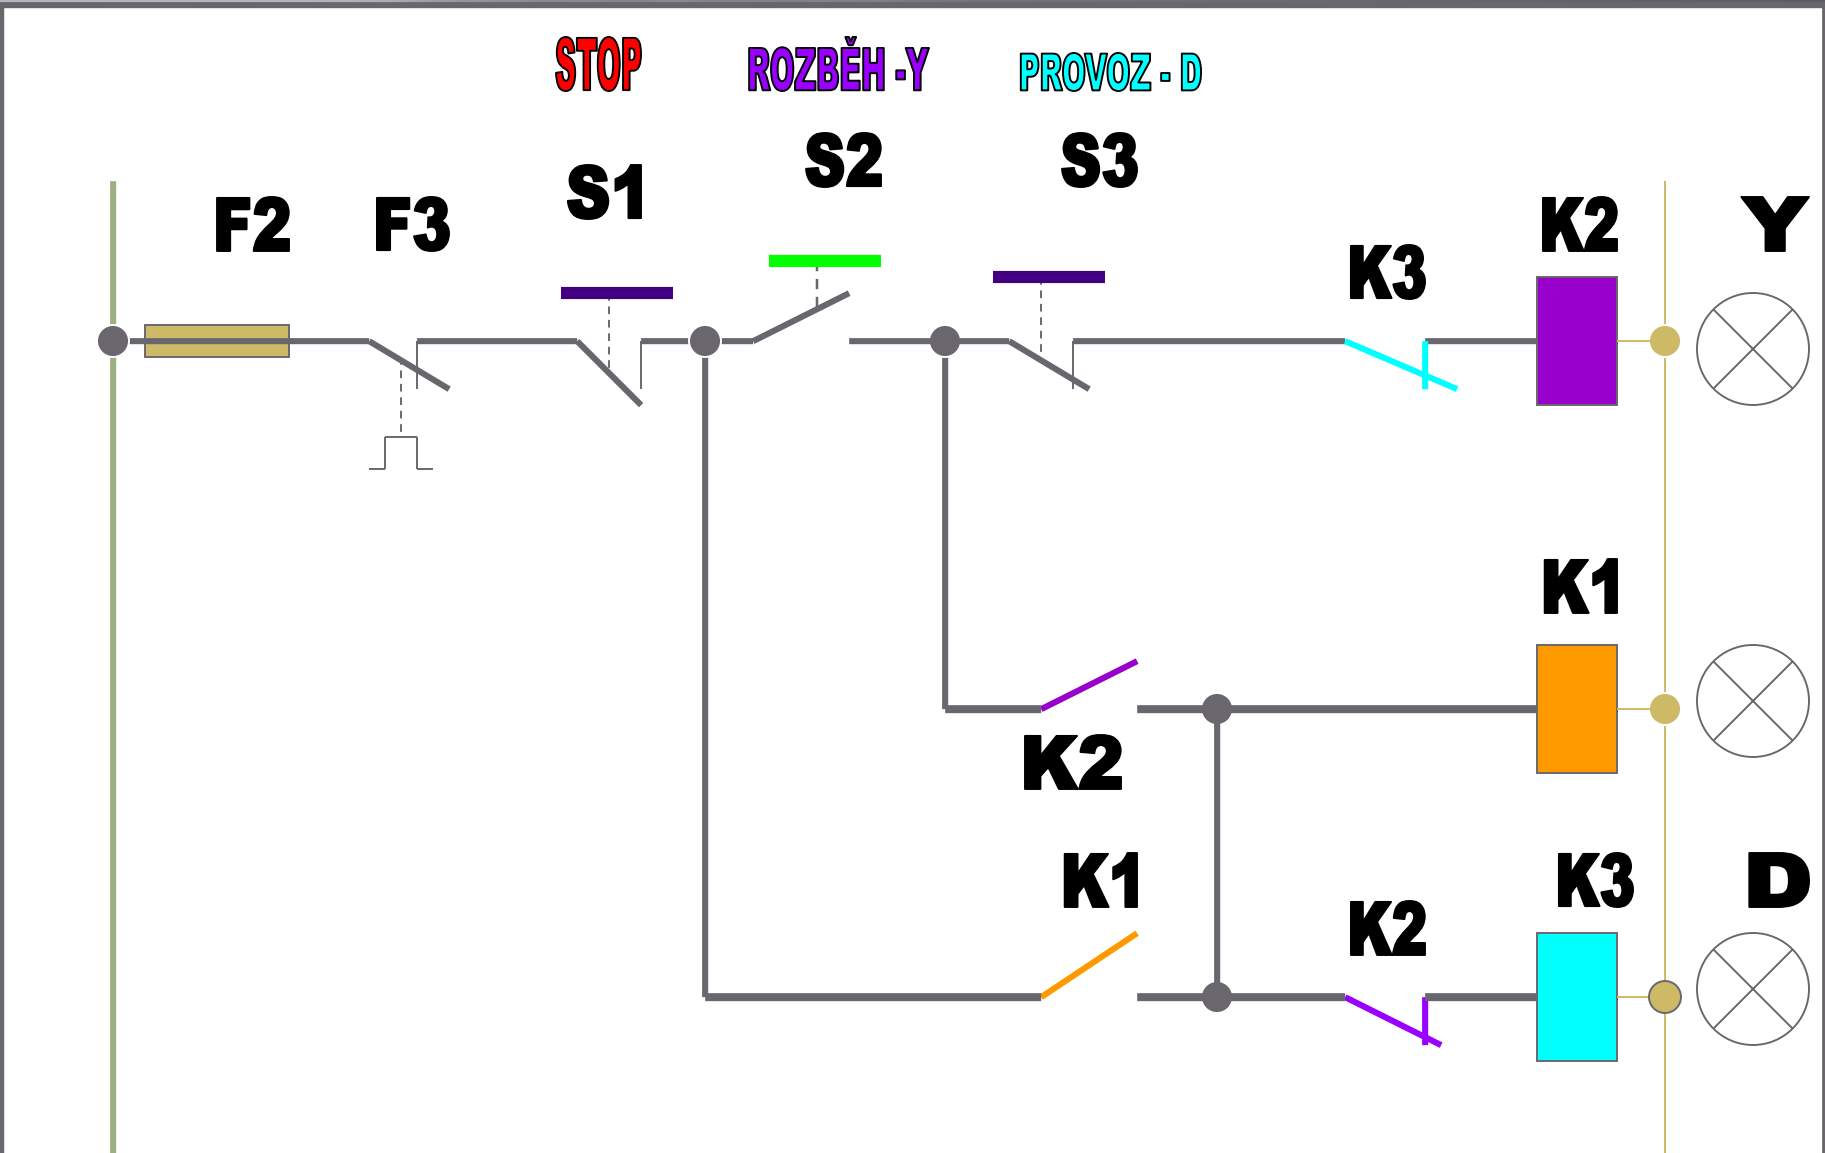 STOP
ROZBĚH -Y
PROVOZ - D
S1
S2
S3
F2
F3
K3
K2
Y
K1
K2
K1
K2
K3
D